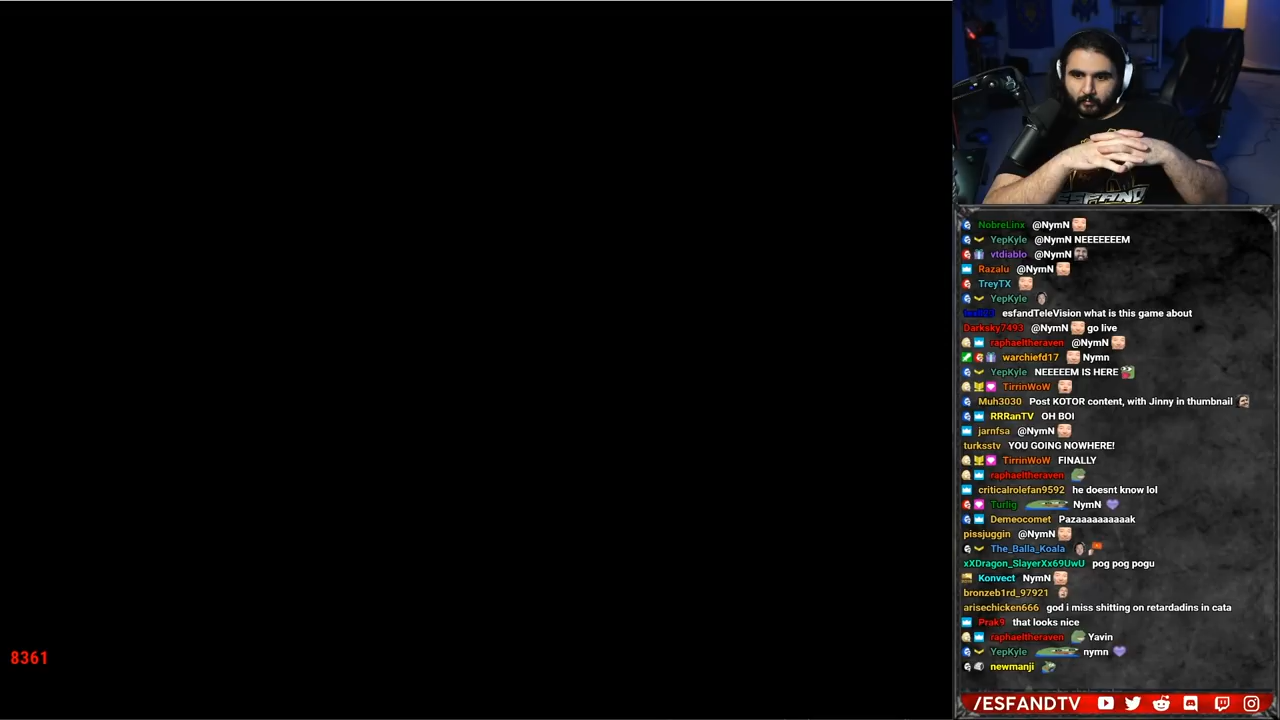 ESFAND
NobreLinx @NymN
YepKyle @NymN NEEEEEEM
vtdiablo @NymN
Razalu @NymN
TreyTX
YepKyle
esfandTeleVision what is this game about
Darksky7493 @NymN go live
raphaeltheraven @NymN
warchiefd17 Nymn
YepKyle NEEEEEM IS HERE
TirrinWoW
Muh3030 Post KOTOR content, with Jinny in thumbnail
RRRanTV OH BOI
jarnfsa @NymN
turksstv YOU GOING NOWHERE!
TirrinWoW FINALLY
raphaeltheraven
criticalrolefan9592 he doesnt know lol
Turlig NymN
Demeocomet Pazaaaaaaaaak
pissjuggin @NymN
The_Balla_Koala
xXDragon_SlayerXx69UwU pog pog pogu
Konvect NymN
bronzeb1rd_97921
arisechicken666 god i miss shitting on retardadins in cata
Prak9 that looks nice
raphaeltheraven Yavin
YepKyle nymn
newmanji
8361
/ESFANDTV